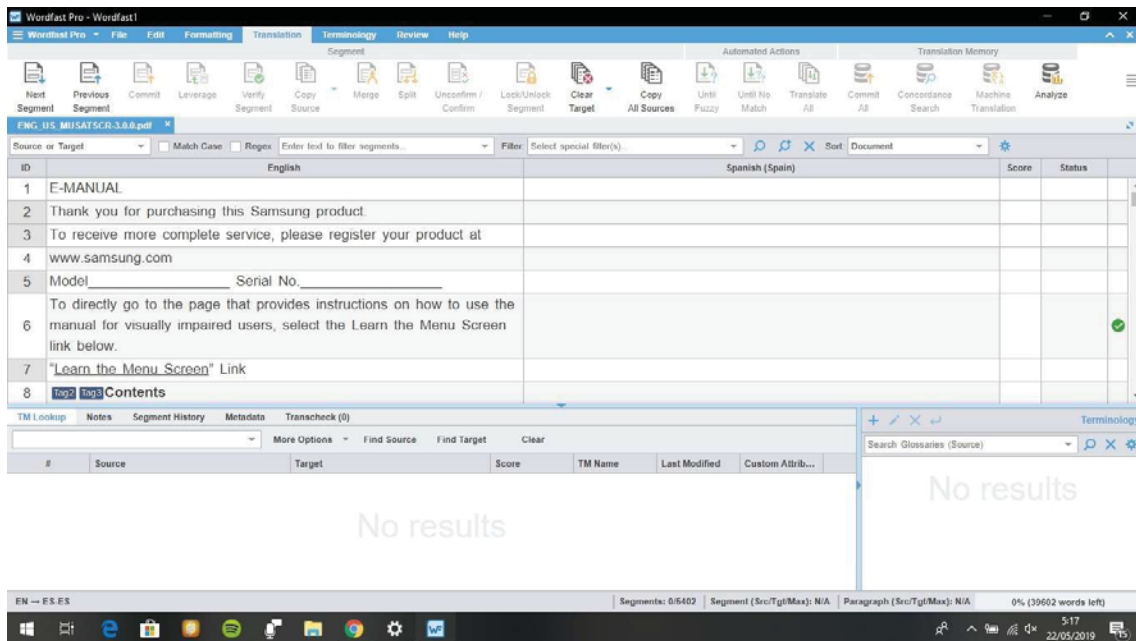 Wordfast Pro - Wordfast1
Wordfast Pro File Edit Formatting Translation Terminology Review Help
Segment Automated Actions Translation Memory
Next Segment
Previous Segment
Commit
Leverage
Verify Segment
Copy Source
Merge
Split
Unconfirm / Confirm
Lock/Unlock Segment
Clear Target
Copy All Sources
Until Fuzzy
Until No Match
Translate All
Commit All
Concordance Search
Machine Translation
Analyze
ENG_US_MUSATSCR-3.0.0.pdf
Source or Target Match Case Regex Enter text to filter segments... Filter Select special filter(s)... Sort Document
ID English Spanish (Spain) Score Status
1 E-MANUAL
2 Thank you for purchasing this Samsung product.
3 To receive more complete service, please register your product at
4 www.samsung.com
5 Model____________________ Serial No.____________________
6 To directly go to the page that provides instructions on how to use the
manual for visually impaired users, select the Learn the Menu Screen
link below.
7 "Learn the Menu Screen" Link
8 Tag2 Tag3 Contents
TM Lookup Notes Segment History Metadata Transcheck (0)
Terminology
More Options Find Source Find Target Clear
Search Glossaries (Source)
# Source Target Score TM Name Last Modified Custom Attrib...
No results
No results
EN → ES-ES Segments: 0/5402 Segment (Src/Tgt/Max): N/A Paragraph (Src/Tgt/Max): N/A 0% (39602 words left)
5:17
22/05/2019